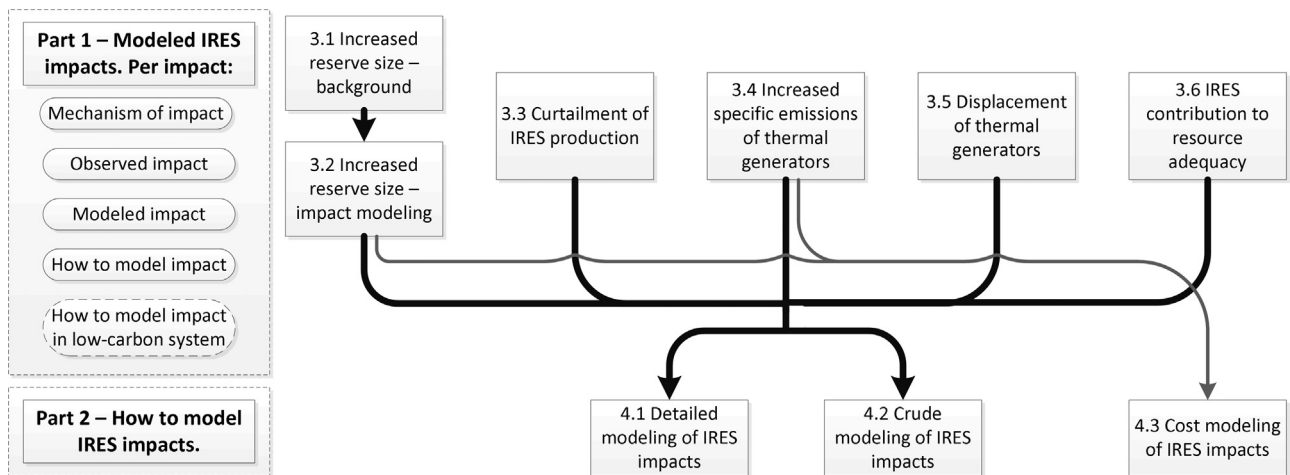 Part 1 – Modeled IRES
impacts. Per impact:
Mechanism of impact
Observed impact
Modeled impact
How to model impact
How to model impact
in low-carbon system
Part 2 – How to model
IRES impacts.
3.1 Increased
reserve size –
background
3.2 Increased
reserve size –
impact modeling
3.3 Curtailment of
IRES production
3.4 Increased
specific emissions
of thermal
generators
3.5 Displacement
of thermal
generators
3.6 IRES
contribution to
resource
adequacy
4.1 Detailed
modeling of IRES
impacts
4.2 Crude
modeling of IRES
impacts
4.3 Cost modeling
of IRES impacts